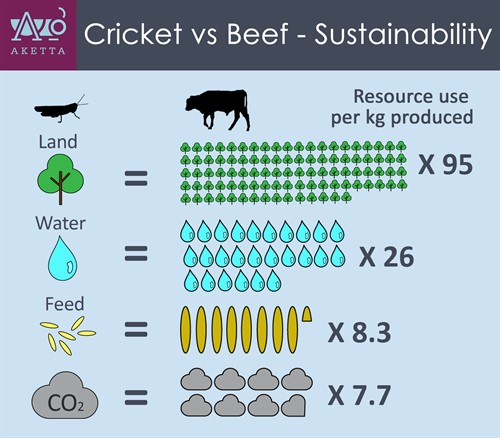 AKETTA
Cricket vs Beef - Sustainability
Resource use
per kg produced
Land
=
X 95
Water
=
X 26
Feed
=
X 8.3
CO₂
=
X 7.7